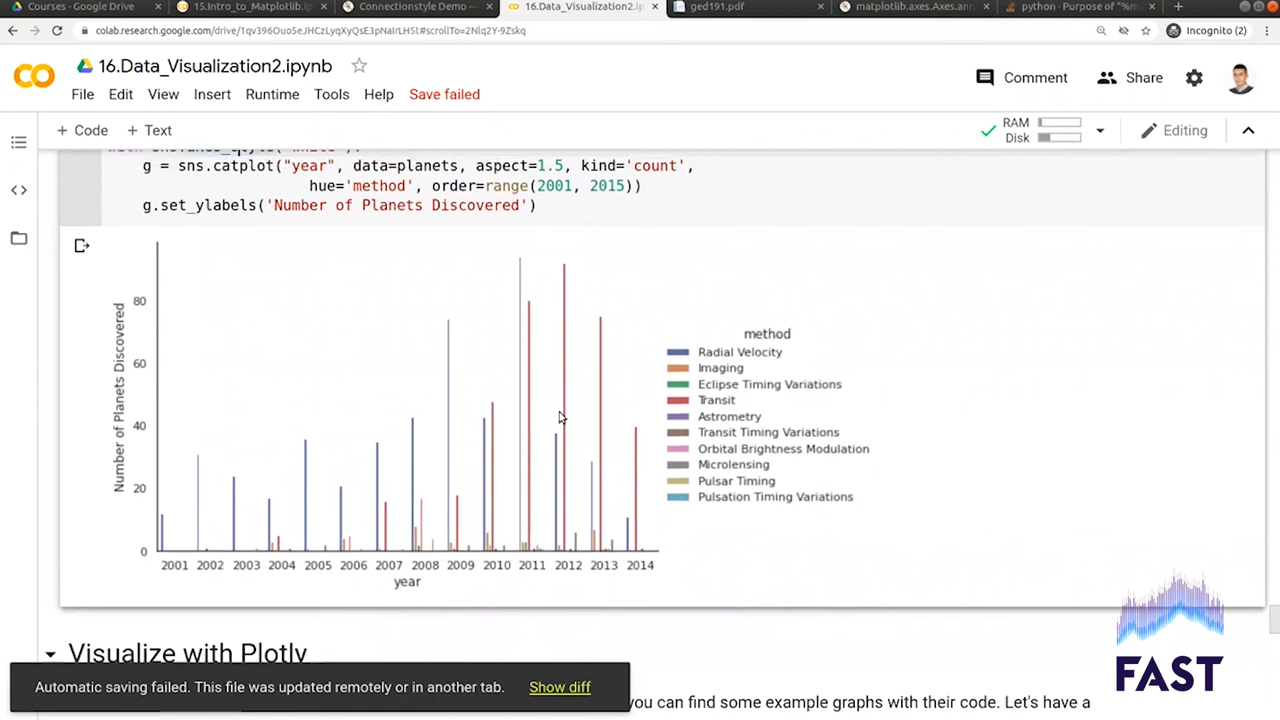 Courses - Google Drive
15.Intro_to_Matplotlib.ip
Connectionstyle Demo —
16.Data_Visualization2.ip
ged191.pdf
matplotlib.axes.Axes.ann
python - Purpose of "%m
colab.research.google.com/drive/1qv396Ouo5eJHCzLyqXyQsE3pNaIrLH5t#scrollTo=2Nlq2Y-9Zskq
Incognito (2)
CO
16.Data_Visualization2.ipynb
Comment
Share
File Edit View Insert Runtime Tools Help Save failed
+ Code + Text
RAM
Disk
Editing
g = sns.catplot("year", data=planets, aspect=1.5, kind='count',
hue='method', order=range(2001, 2015))
g.set_ylabels('Number of Planets Discovered')
Number of Planets Discovered
80
60
40
20
0
2001 2002 2003 2004 2005 2006 2007 2008 2009 2010 2011 2012 2013 2014
year
method
Radial Velocity
Imaging
Eclipse Timing Variations
Transit
Astrometry
Transit Timing Variations
Orbital Brightness Modulation
Microlensing
Pulsar Timing
Pulsation Timing Variations
Visualize with Plotly
Automatic saving failed. This file was updated remotely or in another tab. Show diff
you can find some example graphs with their code. Let's have a
FAST